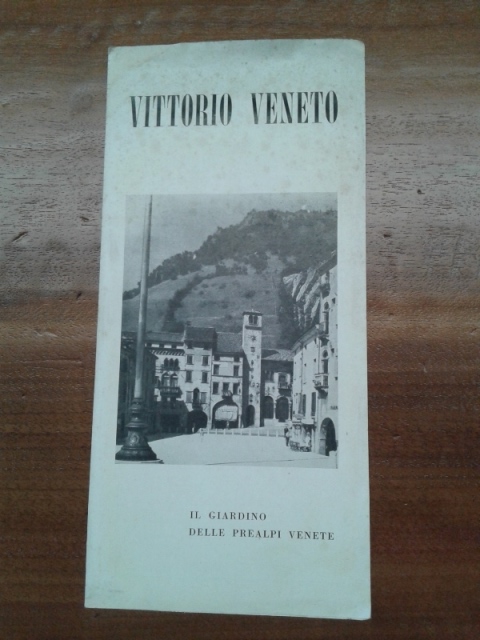 VITTORIO VENETO
IL GIARDINO
DELLE PREALPI VENETE